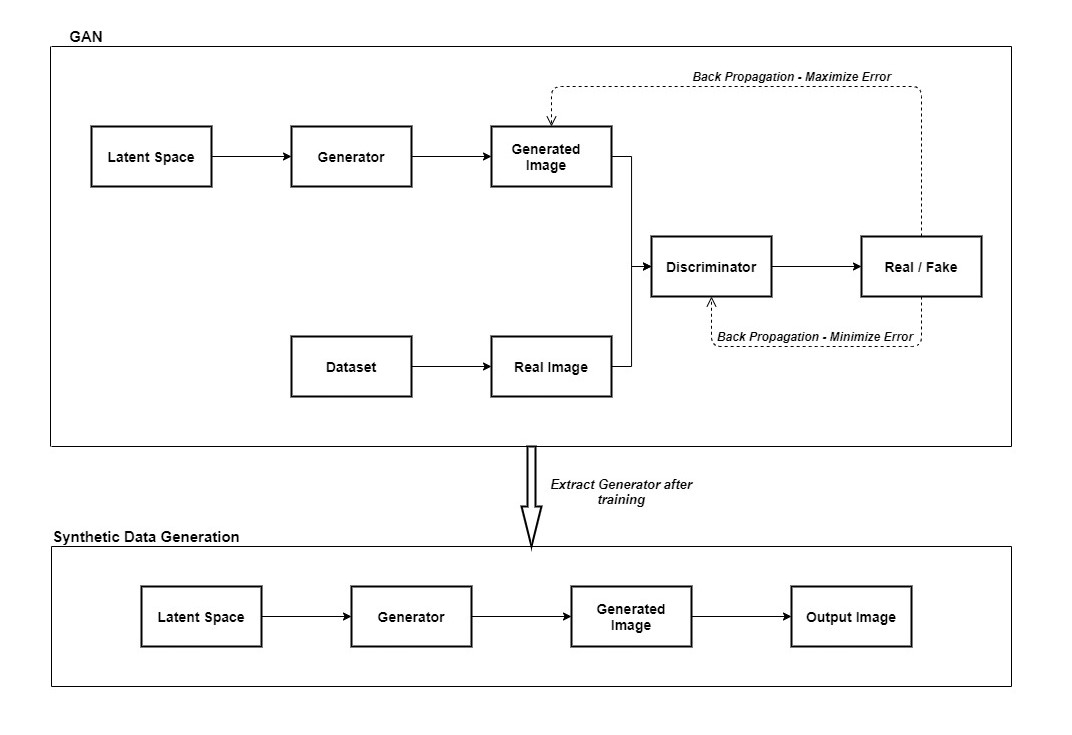 GAN
Back Propagation - Maximize Error
Latent Space
Generator
Generated
Image
Discriminator
Real / Fake
Back Propagation - Minimize Error
Dataset
Real Image
Extract Generator after
training
Synthetic Data Generation
Latent Space
Generator
Generated
Image
Output Image